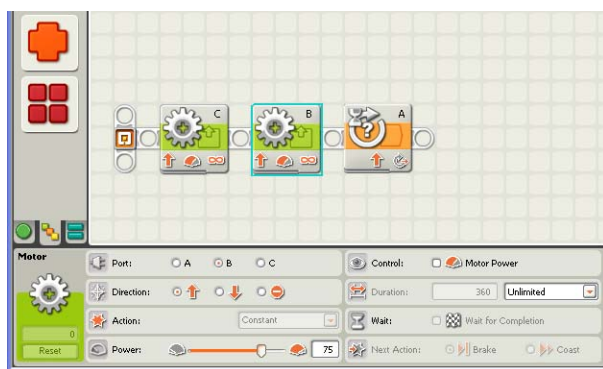 C B A
Motor Port: A B C Control: Motor Power
Direction: Duration: 360 Unlimited
Action: Constant Wait: Wait for Completion
0
Reset Power: 75 Next Action: Brake Coast